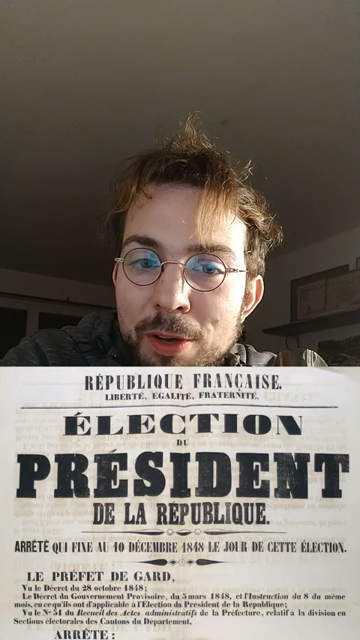 RÉPUBLIQUE FRANÇAISE.
LIBERTÉ, EGALITÉ, FRATERNITÉ.
ÉLECTION
DU
PRÉSIDENT
DE LA RÉPUBLIQUE.
ARRÊTÉ QUI FIXE AU 10 DÉCEMBRE 1848 LE JOUR DE CETTE ÉLECTION.
LE PRÉFET DE GARD,
Vu le Décret du 28 octobre 1848;
Le Décret du Gouvernement Provisoire, du 5 mars 1848, et l'Instruction du 8 du même
mois, en ce qu'ils ont d'applicable à l'Election du Président de la République;
Vu le N° 51 du Recueil des Actes administratifs de la Préfecture, relatif à la division en
Sections électorales des Cantons du Département,
ARRÊTE :